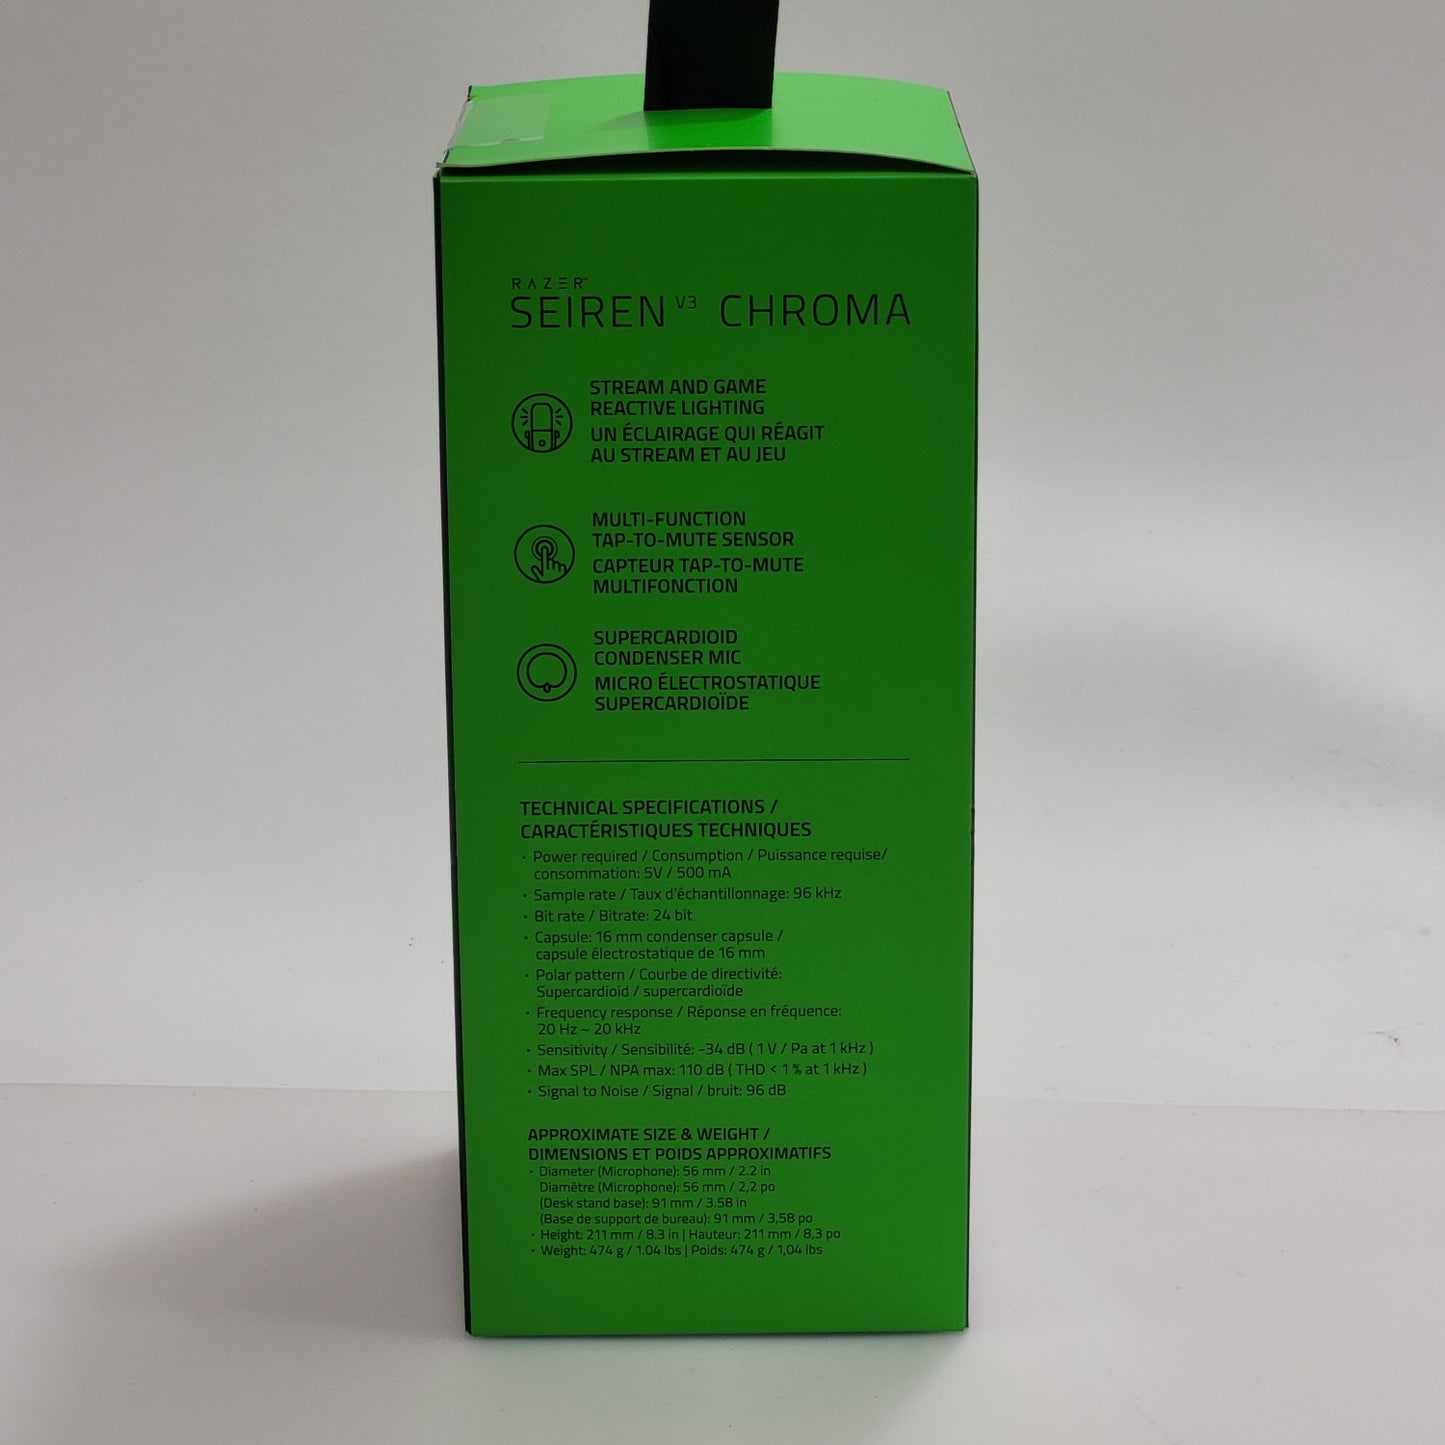 RAZER™
SEIREN V3 CHROMA
STREAM AND GAME
REACTIVE LIGHTING
UN ÉCLAIRAGE QUI RÉAGIT
AU STREAM ET AU JEU
MULTI-FUNCTION
TAP-TO-MUTE SENSOR
CAPTEUR TAP-TO-MUTE
MULTIFONCTION
SUPERCARDIOID
CONDENSER MIC
MICRO ÉLECTROSTATIQUE
SUPERCARDIOÏDE
TECHNICAL SPECIFICATIONS /
CARACTÉRISTIQUES TECHNIQUES
· Power required / Consumption / Puissance requise/
consommation: 5V / 500 mA
· Sample rate / Taux d'échantillonnage: 96 kHz
· Bit rate / Bitrate: 24 bit
· Capsule: 16 mm condenser capsule /
capsule électrostatique de 16 mm
· Polar pattern / Courbe de directivité:
Supercardioid / supercardioïde
· Frequency response / Réponse en fréquence:
20 Hz ~ 20 kHz
· Sensitivity / Sensibilité: -34 dB ( 1 V / Pa at 1 kHz )
· Max SPL / NPA max: 110 dB ( THD < 1 % at 1 kHz )
· Signal to Noise / Signal / bruit: 96 dB
APPROXIMATE SIZE & WEIGHT /
DIMENSIONS ET POIDS APPROXIMATIFS
· Diameter (Microphone): 56 mm / 2.2 in
Diamètre (Microphone): 56 mm / 2,2 po
(Desk stand base): 91 mm / 3.58 in
(Base de support de bureau): 91 mm / 3,58 po
· Height: 211 mm / 8.3 in | Hauteur: 211 mm / 8,3 po
· Weight: 474 g / 1.04 lbs | Poids: 474 g / 1,04 lbs